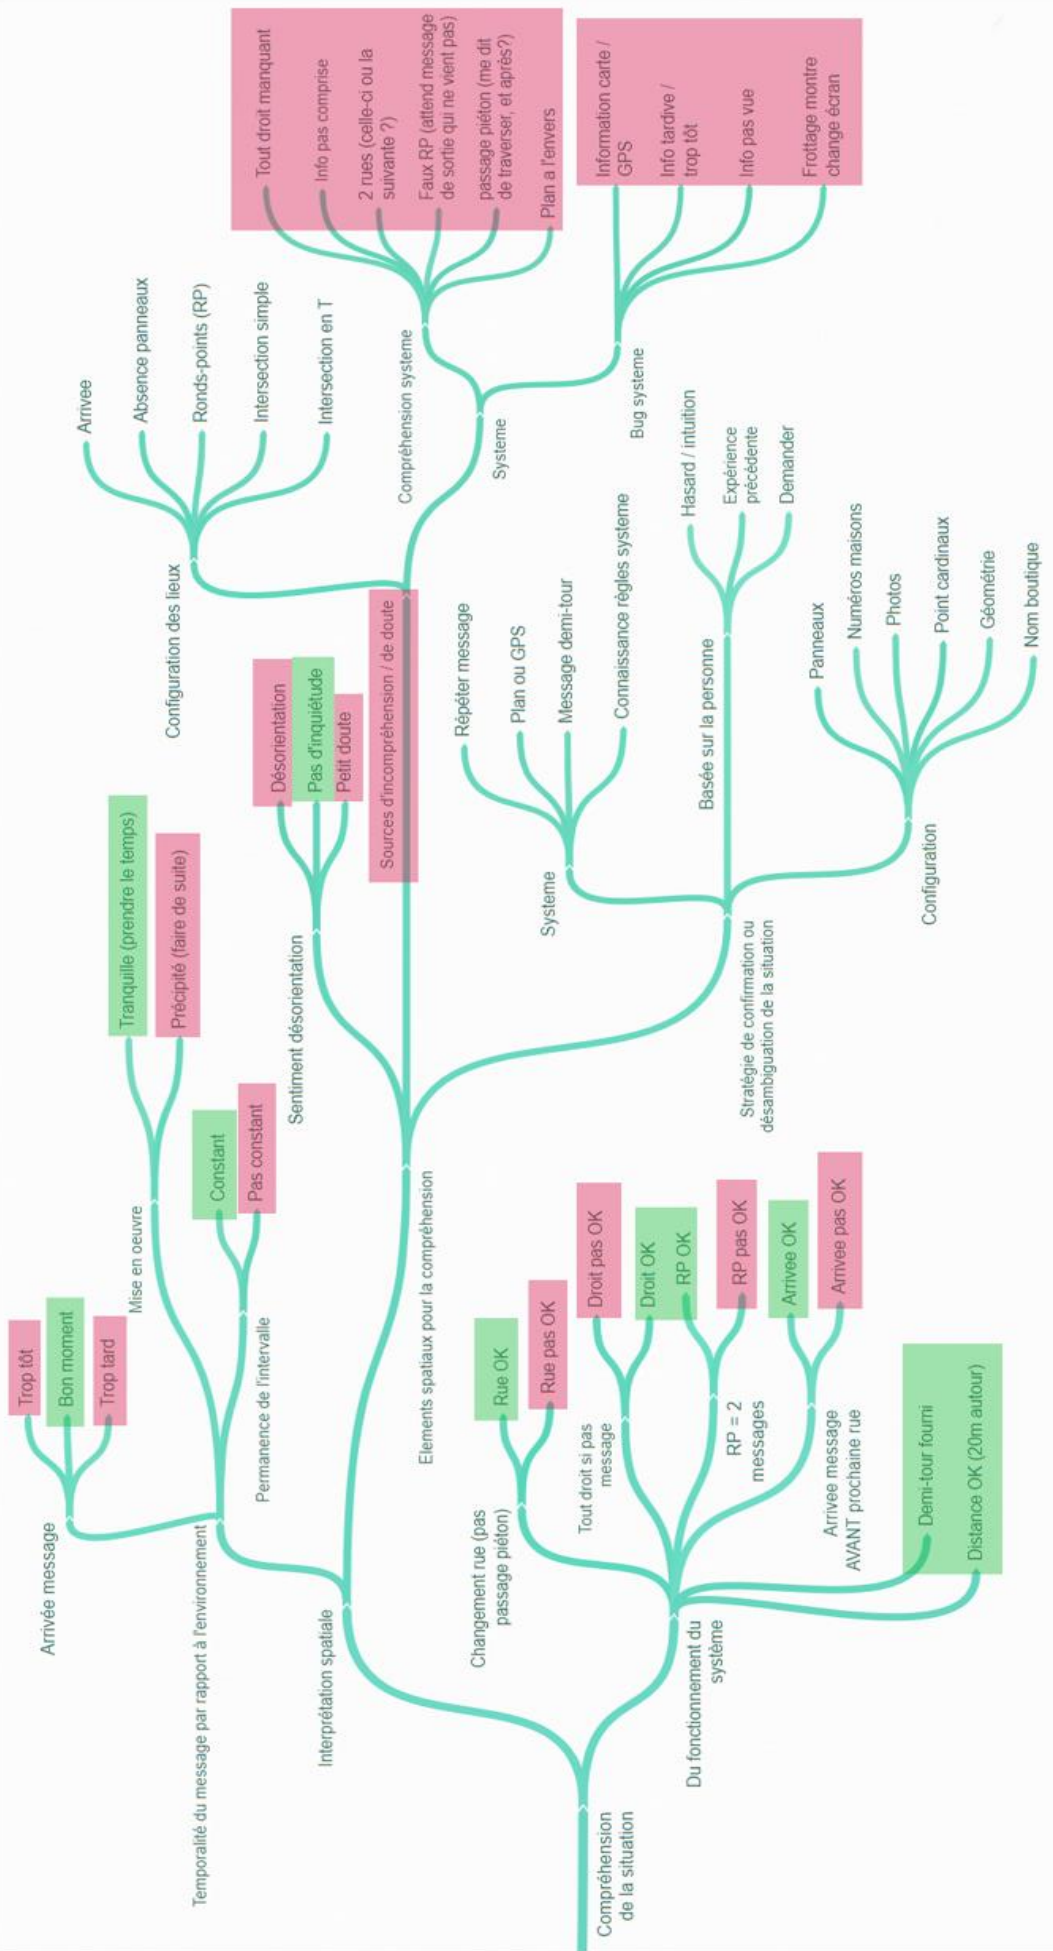 Compréhension
de la situation
Interprétation spatiale
Temporalité du message par rapport à l'environnement
Arrivée message
Trop tôt
Bon moment
Trop tard
Mise en oeuvre
Tranquille (prendre le temps)
Précipité (faire de suite)
Permanence de l'intervalle
Constant
Pas constant
Elements spatiaux pour la compréhension
Sentiment désorientation
Désorientation
Pas d'inquiétude
Petit doute
Sources d'incompréhension / de doute
Configuration des lieux
Arrivee
Absence panneaux
Ronds-points (RP)
Intersection simple
Intersection en T
Systeme
Compréhension systeme
Tout droit manquant
Info pas comprise
2 rues (celle-ci ou la
suivante ?)
Faux RP (attend message
de sortie qui ne vient pas)
passage piéton (me dit
de traverser, et après?)
Plan a l'envers
Bug systeme
Information carte /
GPS
Info tardive /
trop tôt
Info pas vue
Frottage montre
change écran
Stratégie de confirmation ou
désambiguation de la situation
Systeme
Répéter message
Plan ou GPS
Message demi-tour
Connaissance règles systeme
Basée sur la personne
Hasard / intuition
Expérience
précédente
Demander
Configuration
Panneaux
Numéros maisons
Photos
Point cardinaux
Géométrie
Nom boutique
Du fonctionnement du
système
Changement rue (pas
passage piéton)
Rue OK
Rue pas OK
Tout droit si pas
message
Droit pas OK
Droit OK
RP = 2
messages
RP OK
RP pas OK
Arrivee message
AVANT prochaine rue
Arrivee OK
Arrivee pas OK
Demi-tour fourni
Distance OK (20m autour)